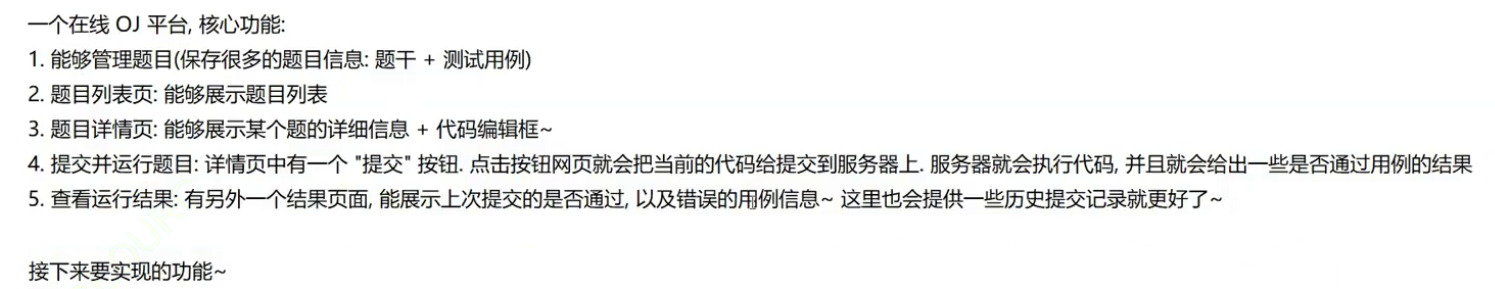 一个在线 OJ 平台, 核心功能:
1. 能够管理题目(保存很多的题目信息: 题干 + 测试用例)
2. 题目列表页: 能够展示题目列表
3. 题目详情页: 能够展示某个题的详细信息 + 代码编辑框~
4. 提交并运行题目: 详情页中有一个 "提交" 按钮. 点击按钮网页就会把当前的代码给提交到服务器上. 服务器就会执行代码, 并且就会给出一些是否通过用例的结果
5. 查看运行结果: 有另外一个结果页面, 能展示上次提交的是否通过, 以及错误的用例信息~ 这里也会提供一些历史提交记录就更好了~
接下来要实现的功能~